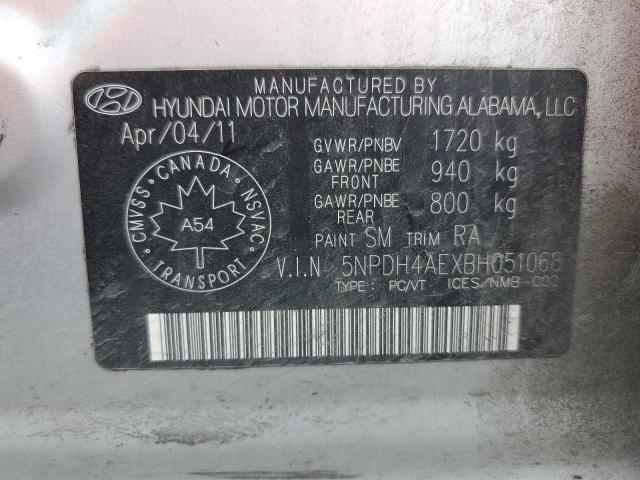 MANUFACTURED BY
HYUNDAI MOTOR MANUFACTURING ALABAMA, LLC
Apr/04/11
GVWR/PNBV 1720 kg
GAWR/PNBE FRONT 940 kg
GAWR/PNBE REAR 800 kg
PAINT SM TRIM RA
V.I.N 5NPDH4AEXBH051068
TYPE : PC/VT ICES/NMB-002
CMVSS • CANADA • NSVAC • TRANSPORT •
A54